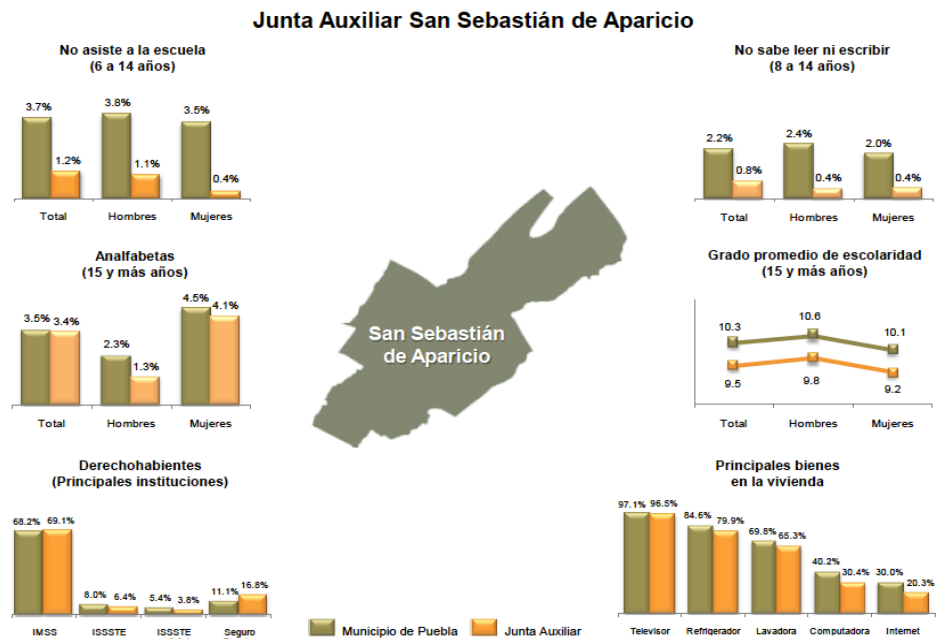 Junta Auxiliar San Sebastián de Aparicio
No asiste a la escuela
(6 a 14 años)
3.7%
1.2%
3.8%
1.1%
3.5%
0.4%
Total
Hombres
Mujeres
No sabe leer ni escribir
(8 a 14 años)
2.2%
0.8%
2.4%
0.4%
2.0%
0.4%
Total
Hombres
Mujeres
Analfabetas
(15 y más años)
3.5%
3.4%
2.3%
1.3%
4.5%
4.1%
Total
Hombres
Mujeres
San Sebastián
de Aparicio
Grado promedio de escolaridad
(15 y más años)
10.3
10.6
10.1
9.5
9.8
9.2
Total
Hombres
Mujeres
Derechohabientes
(Principales instituciones)
68.2%
69.1%
8.0%
6.4%
5.4%
3.8%
11.1%
16.8%
IMSS
ISSSTE
ISSSTE
Seguro
Municipio de Puebla
Junta Auxiliar
Principales bienes
en la vivienda
97.1%
96.5%
84.6%
79.9%
69.8%
65.3%
40.2%
30.4%
30.0%
20.3%
Televisor
Refrigerador
Lavadora
Computadora
Internet